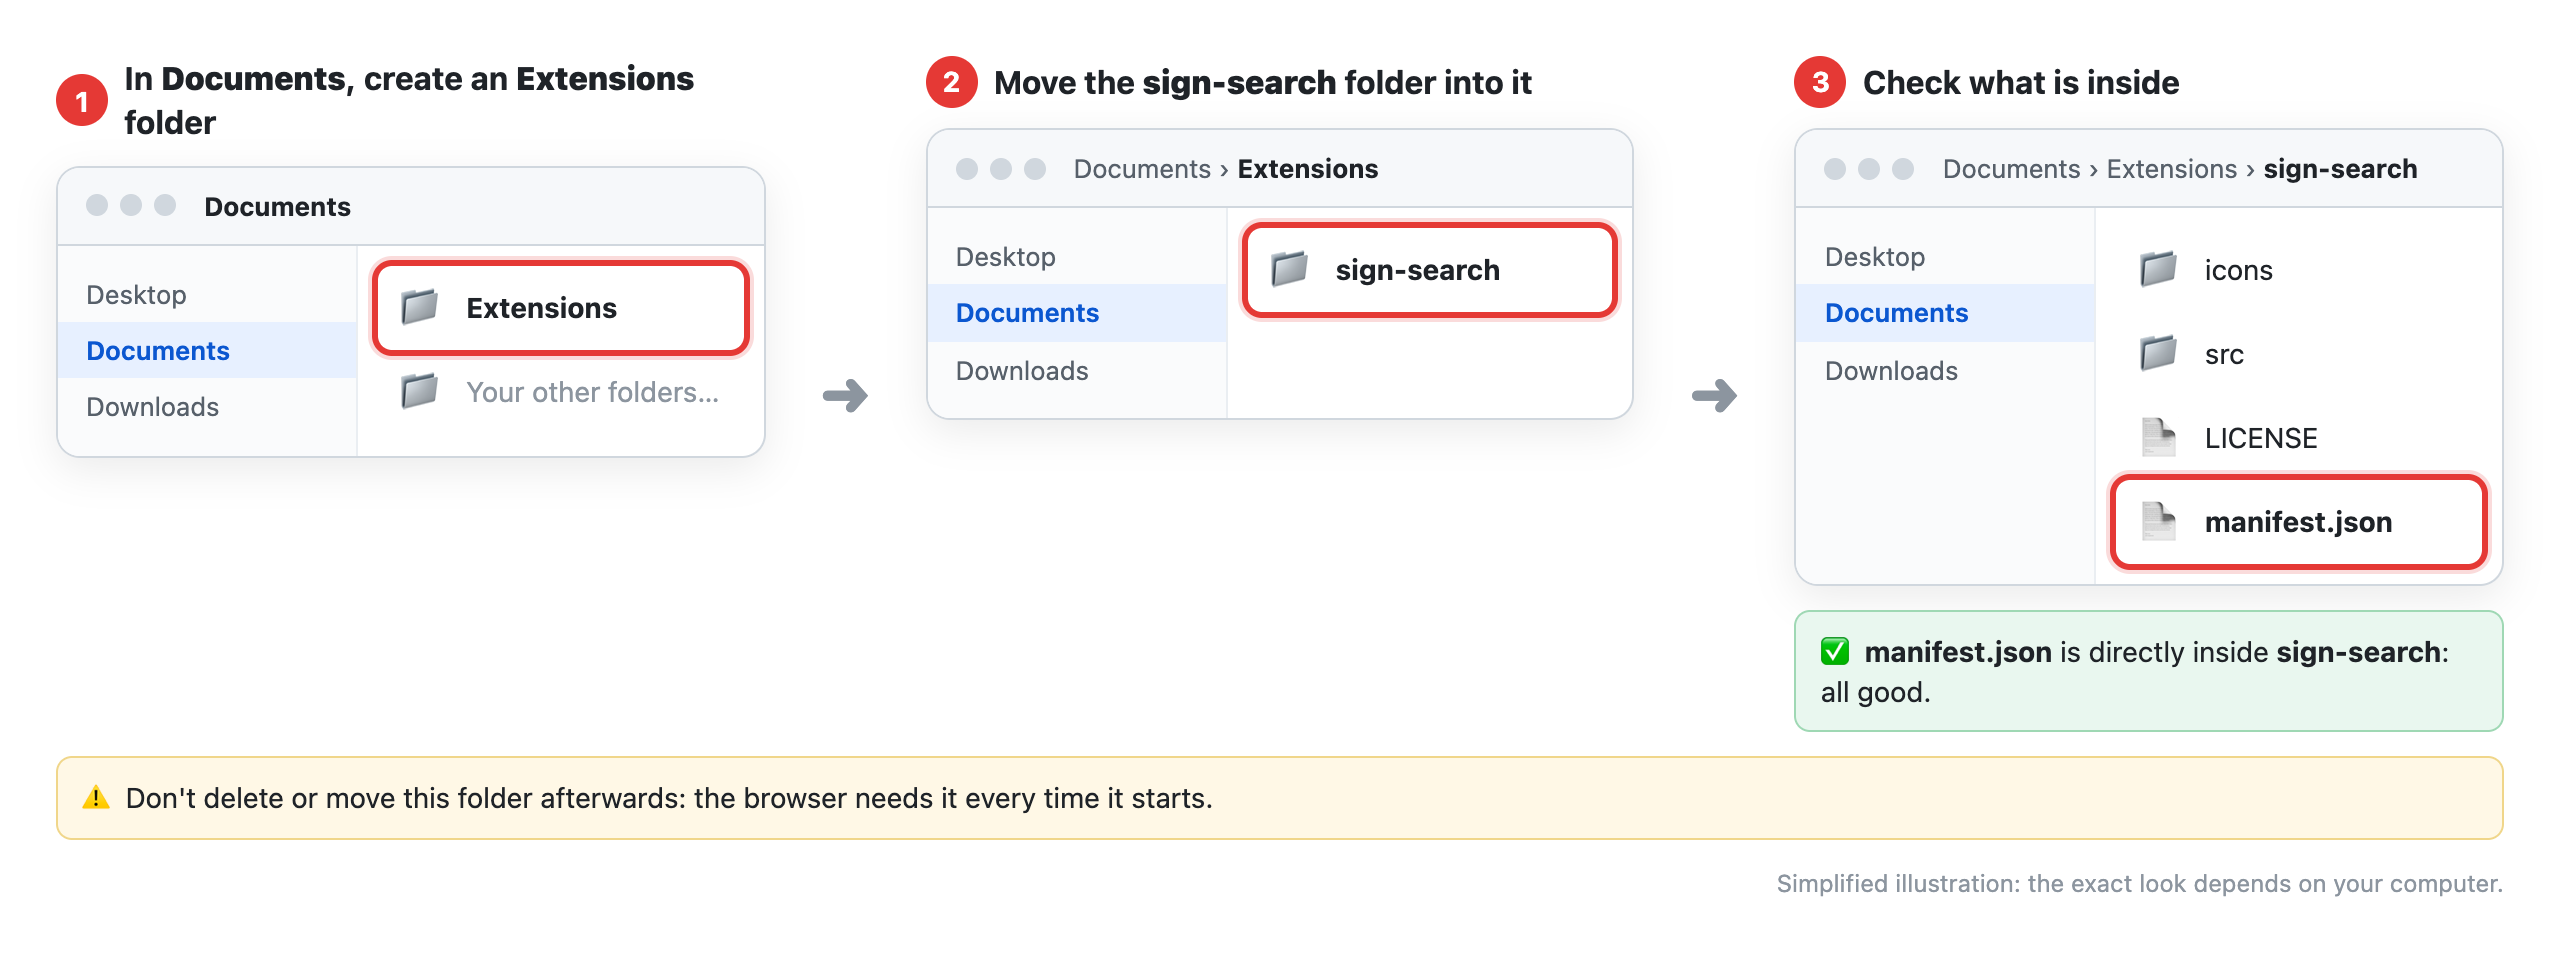 1
In Documents, create an Extensions
folder
Documents
Desktop
Documents
Downloads
Extensions
Your other folders...
2
Move the sign-search folder into it
Documents › Extensions
Desktop
Documents
Downloads
sign-search
3
Check what is inside
Documents › Extensions › sign-search
Desktop
Documents
Downloads
icons
src
LICENSE
manifest.json
manifest.json is directly inside sign-search:
all good.
Don't delete or move this folder afterwards: the browser needs it every time it starts.
Simplified illustration: the exact look depends on your computer.